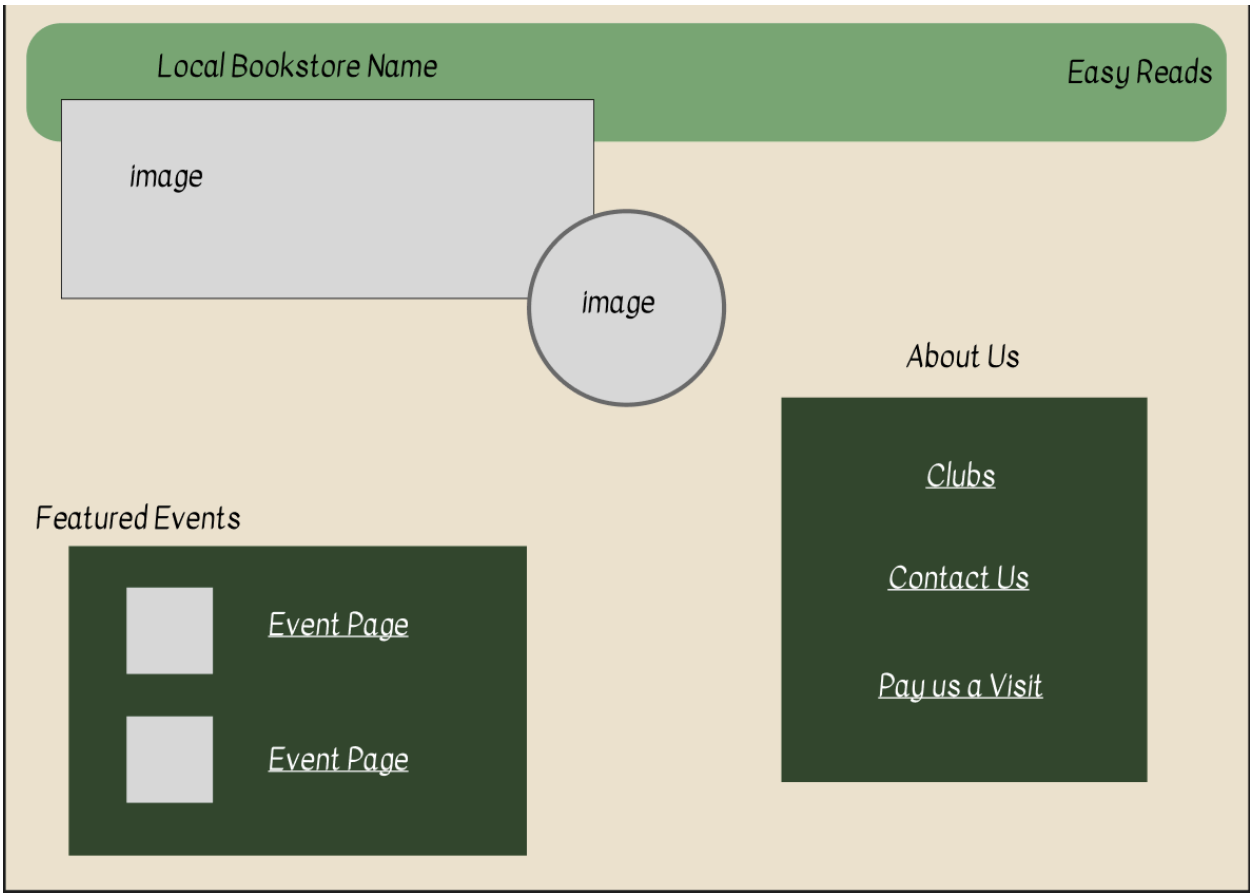 Local Bookstore Name
Easy Reads
image
image
About Us
Clubs
Contact Us
Pay us a Visit
Featured Events
Event Page
Event Page